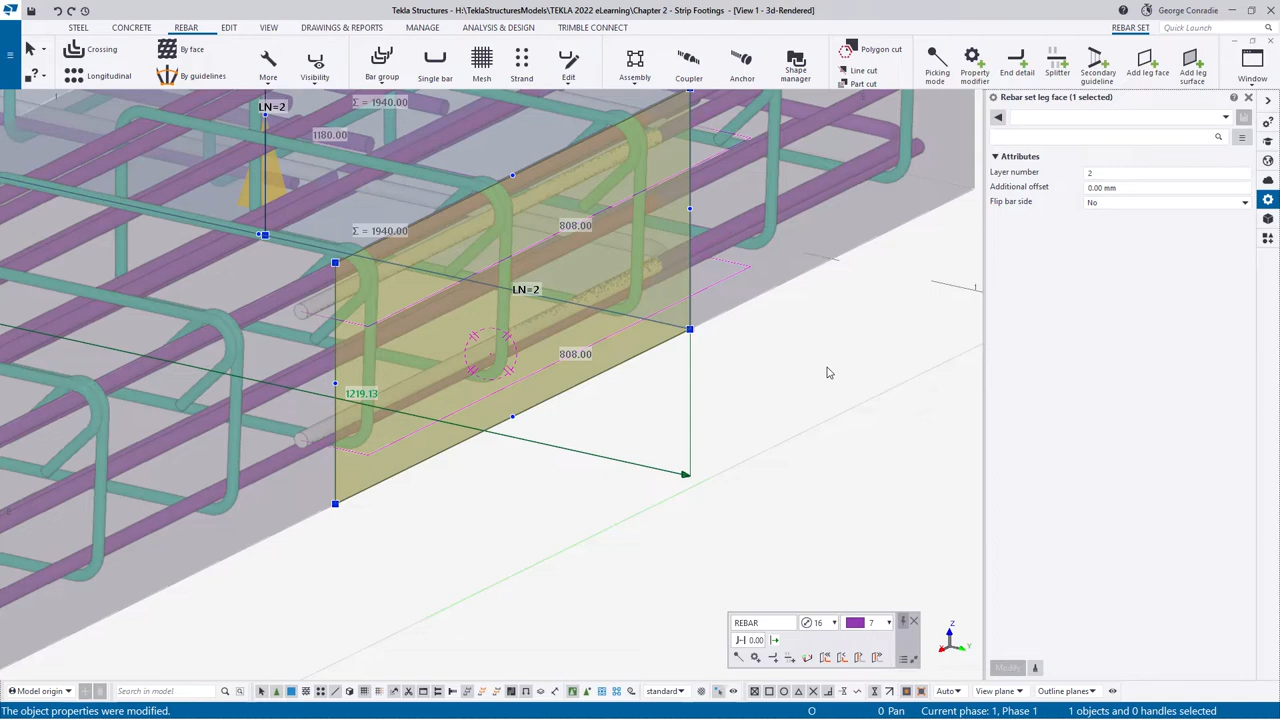 Tekla Structures - H:\TeklaStructuresModels\TEKLA 2022 eLearning\Chapter 2 - Strip Footings - [View 1 - 3d-Rendered]
George Conradie
STEEL CONCRETE REBAR EDIT VIEW DRAWINGS & REPORTS MANAGE ANALYSIS & DESIGN TRIMBLE CONNECT REBAR SET Quick Launch
Crossing By face Polygon cut
Line cut
Longitudinal By guidelines More Visibility Bar group Single bar Mesh Strand Edit Assembly Coupler Anchor Shape manager Part cut Picking mode Property modifier End detail Splitter Secondary guideline Add leg face Add leg surface Window
Rebar set leg face (1 selected)
Attributes
Layer number 2
Additional offset 0.00 mm
Flip bar side No
Modify
LN=2
Σ = 1940.00
1180.00
808.00
Σ = 1940.00
LN=2
808.00
1219.13
REBAR 16 7
0.00
Z
Y
Model origin Search in model standard Auto View plane Outline planes
The object properties were modified. O 0 Pan Current phase: 1, Phase 1 1 objects and 0 handles selected